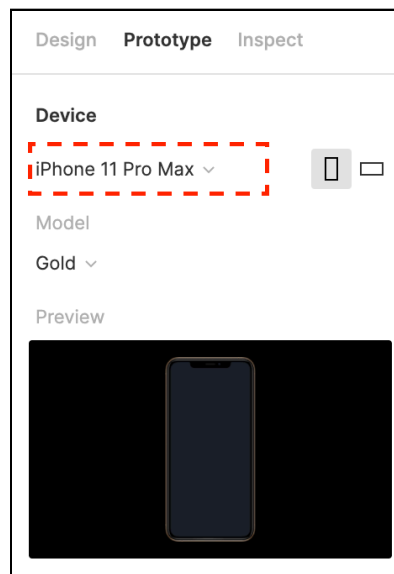 Design Prototype Inspect
Device
iPhone 11 Pro Max
Model
Gold
Preview